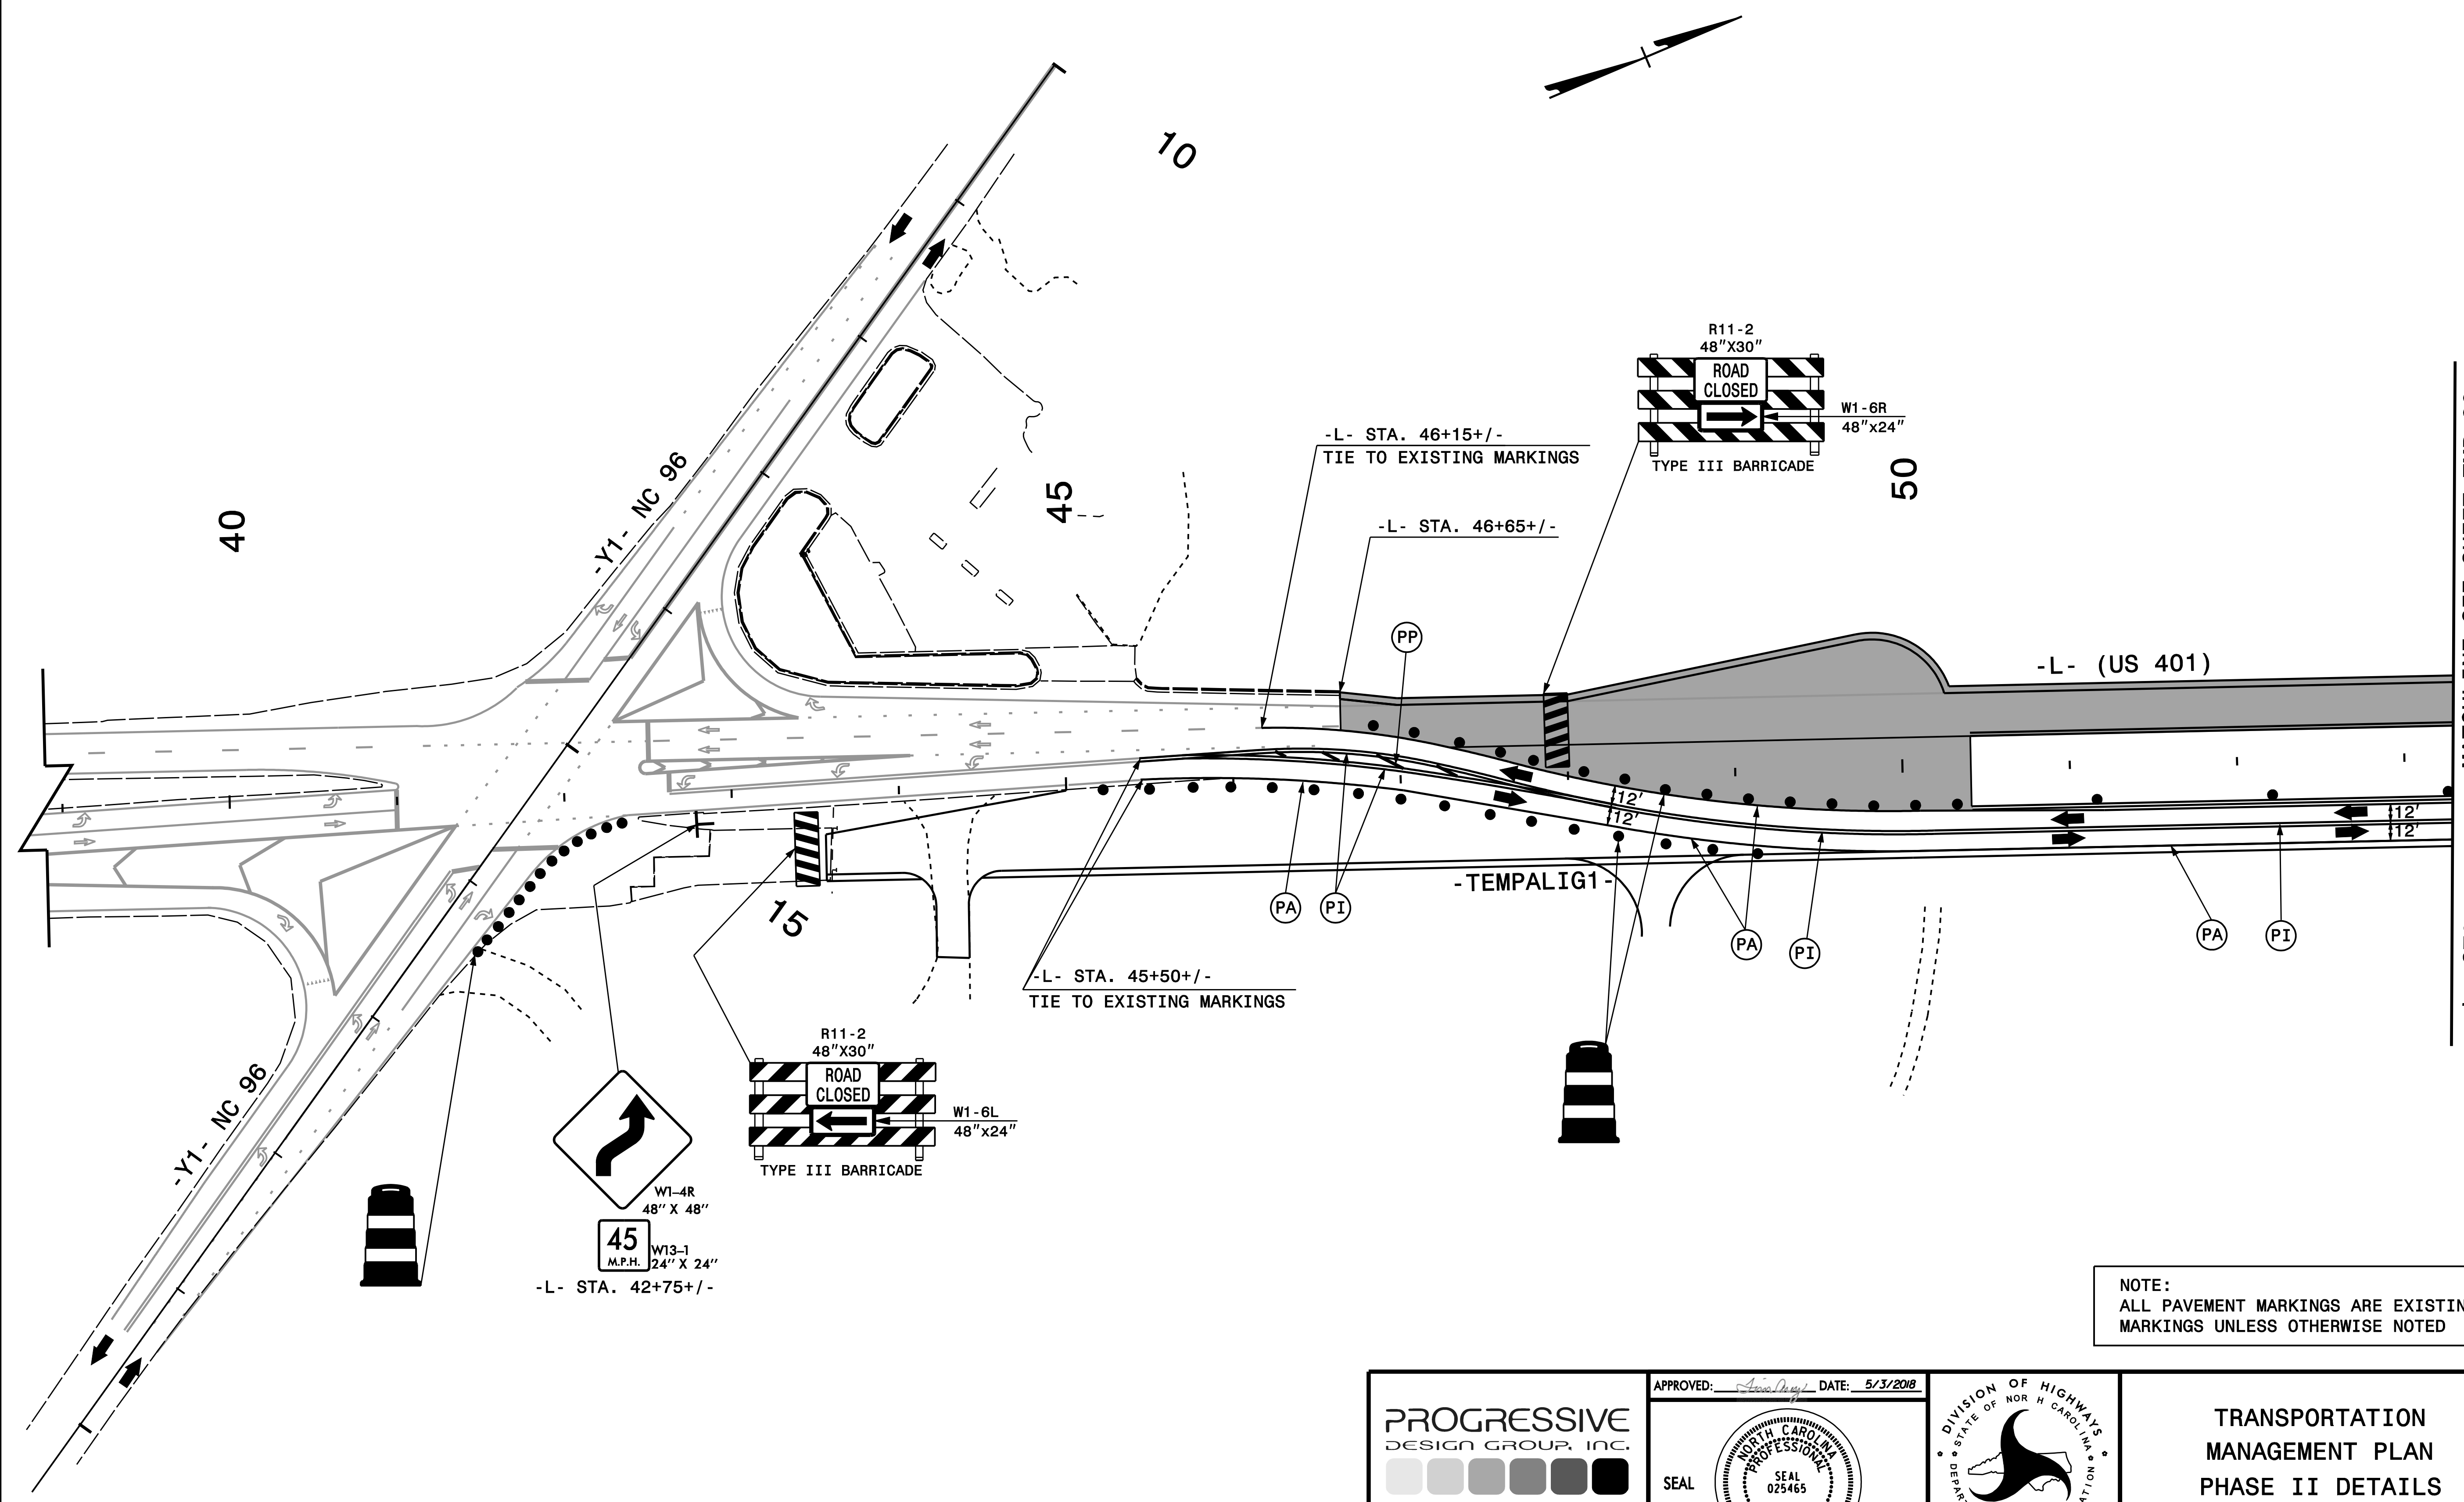 10
R11-2
48"X30"
ROAD
CLOSED
W1-6R
48"x24"
TYPE III BARRICADE
-L- STA. 46+15+/-
TIE TO EXISTING MARKINGS
-L- STA. 46+65+/-
40
45
50
-Y1- NC 96
PP
-L- (US 401)
12'
12'
12'
12'
-TEMPALIG1-
PA
PI
PA
PI
PA
PI
15
-L- STA. 45+50+/-
TIE TO EXISTING MARKINGS
R11-2
48"X30"
ROAD
CLOSED
W1-6L
48"x24"
TYPE III BARRICADE
-Y1- NC 96
W1-4R
48" X 48"
45
M.P.H.
W13-1
24" X 24"
-L- STA. 42+75+/-
NOTE:
ALL PAVEMENT MARKINGS ARE EXISTIN
MARKINGS UNLESS OTHERWISE NOTED
PROGRESSIVE
DESIGN GROUP, INC.
APPROVED: DATE: 5/3/2018
SEAL
NORTH CAROLINA
PROFESSIONAL
SEAL
025465
DIVISION OF HIGHWAYS
STATE OF NOR H CAROLINA
TRANSPORTATION
MANAGEMENT PLAN
PHASE II DETAILS